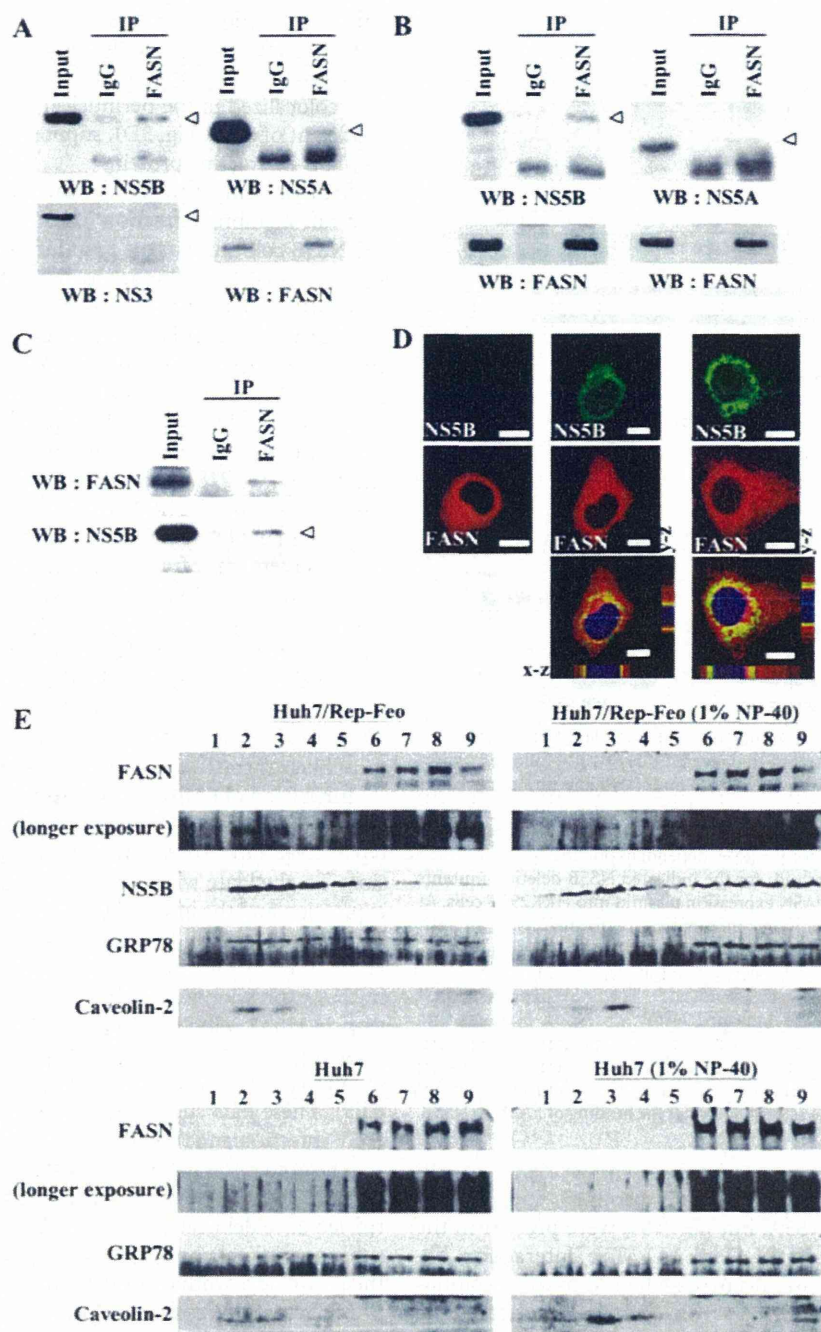 A
IP
Input
IgG
FASN
IP
Input
IgG
FASN
WB : NS5B
WB : NS5A
WB : NS3
WB : FASN
B
IP
Input
IgG
FASN
IP
Input
IgG
FASN
WB : NS5B
WB : NS5A
WB : FASN
WB : FASN
C
IP
Input
IgG
FASN
WB : FASN
WB : NS5B
D
NS5B
NS5B
NS5B
FASN
FASN
y-z
FASN
y-z
x-z
E
Huh7/Rep-Feo
1 2 3 4 5 6 7 8 9
Huh7/Rep-Feo (1% NP-40)
1 2 3 4 5 6 7 8 9
FASN
(longer exposure)
NS5B
GRP78
Caveolin-2
Huh7
1 2 3 4 5 6 7 8 9
Huh7 (1% NP-40)
1 2 3 4 5 6 7 8 9
FASN
(longer exposure)
GRP78
Caveolin-2